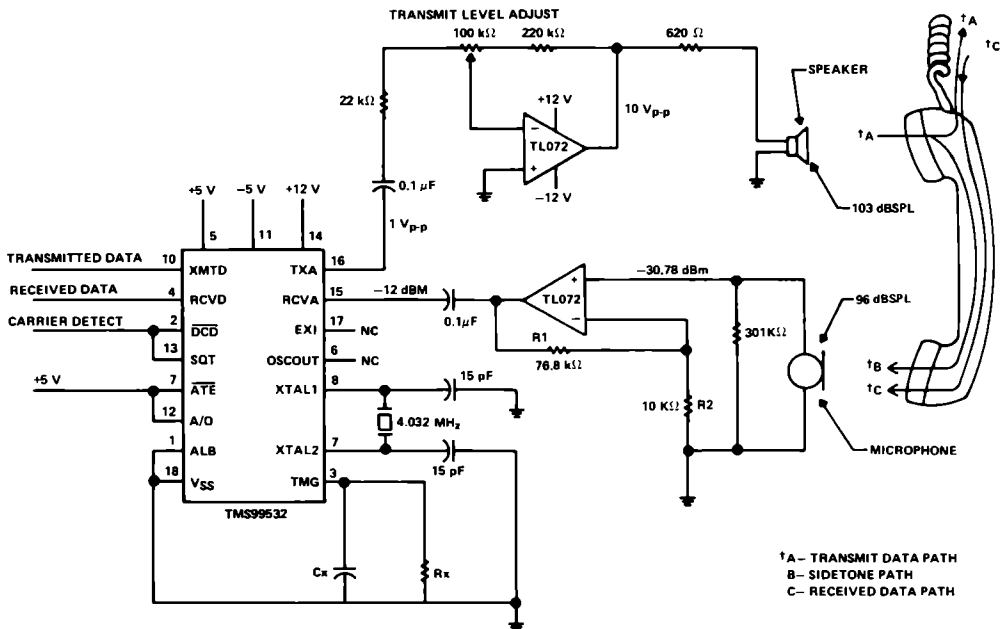 TRANSMIT LEVEL ADJUST
100 kΩ
220 kΩ
620 Ω
†A
†C
SPEAKER
22 kΩ
+12 V
10 Vp-p
−
TL072
+
−12 V
†A
0.1 µF
103 dBSPL
+5 V
−5 V
+12 V
1 Vp-p
5
11
14
TRANSMITTED DATA
10
XMTD
TXA
16
RECEIVED DATA
4
RCVD
RCVA
15
−12 dBM
0.1µF
+
TL072
−
−30.78 dBm
96 dBSPL
CARRIER DETECT
2
DCD
EXI
17
NC
301KΩ
13
SQT
OSCOUT
6
NC
R1
76.8 kΩ
†B
+5 V
7
ATE
XTAL1
8
15 pF
†C
12
A/O
4.032 MHz
10 KΩ
R2
1
ALB
XTAL2
7
15 pF
MICROPHONE
18
VSS
TMG
3
TMS99532
Cx
Rx
†A– TRANSMIT DATA PATH
B– SIDETONE PATH
C– RECEIVED DATA PATH